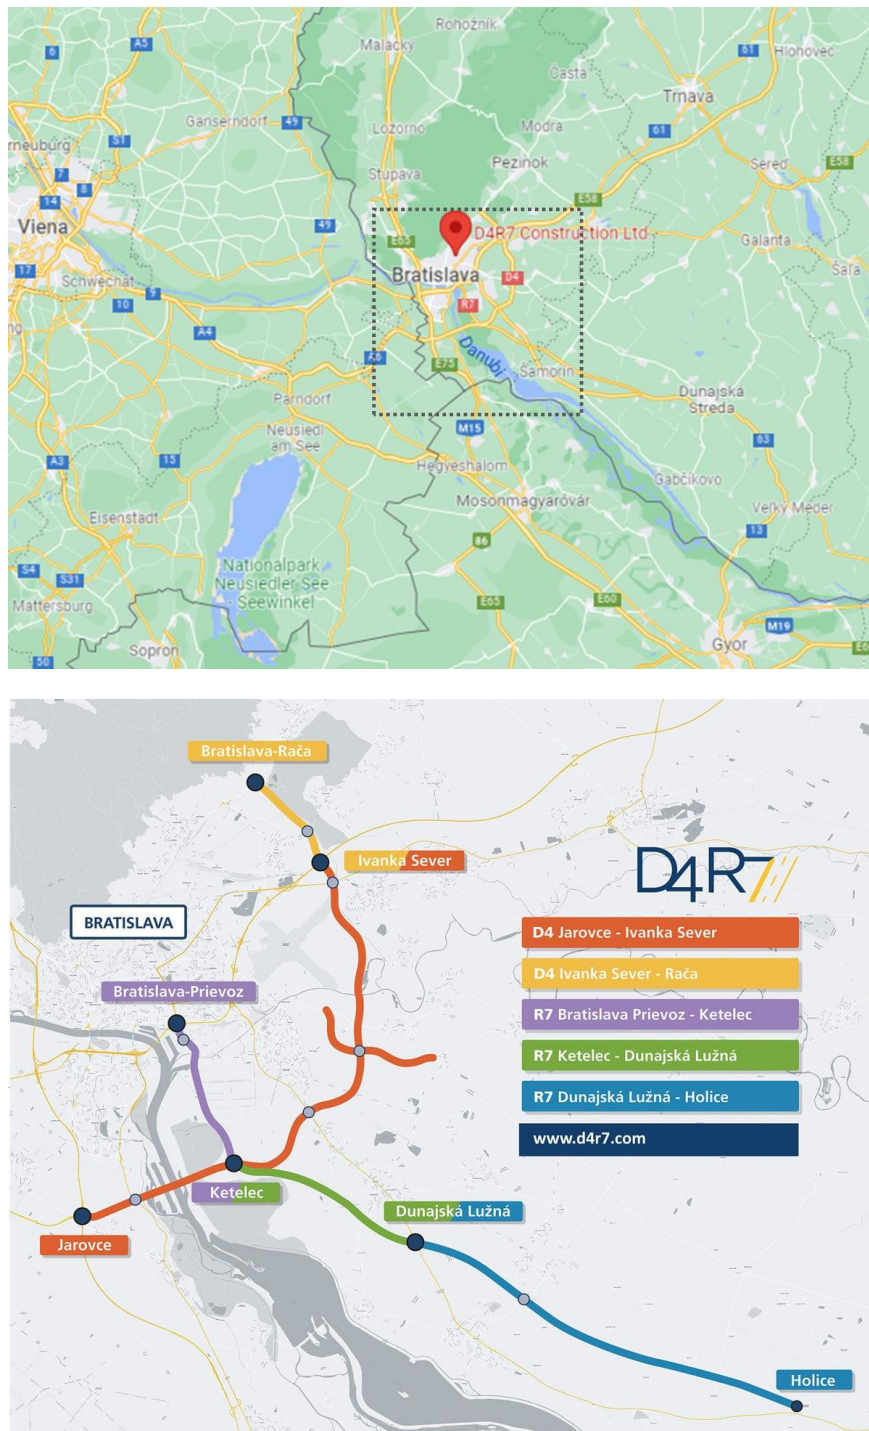 Rohožník
A5
6
Malacky
61
Hlohovec
Častá
Trnava
Gänserndorf
49
Lozorno
Modra
61
S1
Pezinok
Sereď
E58
7
8
Stupava
14
E58
Viena
49
E65
D4R7 Construction Ltd
Galanta
17
Bratislava
D4
Šaľa
Schwechat
9
10
R7
A4
Danubi
A6
E75
Šamorín
Parndorf
Dunajska
Streda
Neusiedl
am See
M15
63
A3
15
Hegyeshalom
Gabčíkovo
Mosonmagyaróvár
Veľký Meder
Eisenstadt
13
86
Nationalpark
Neusiedler See
- Seewinkel
S4
S31
E65
E60
Mattersburg
M19
Sopron
Gyor
50
Bratislava-Rača
Ivanka Sever
D4R7
BRATISLAVA
D4 Jarovce - Ivanka Sever
D4 Ivanka Sever - Rača
Bratislava-Prievoz
R7 Bratislava Prievoz - Ketelec
R7 Ketelec - Dunajská Lužná
R7 Dunajská Lužná - Holice
www.d4r7.com
Ketelec
Dunajská Lužná
Jarovce
Holice